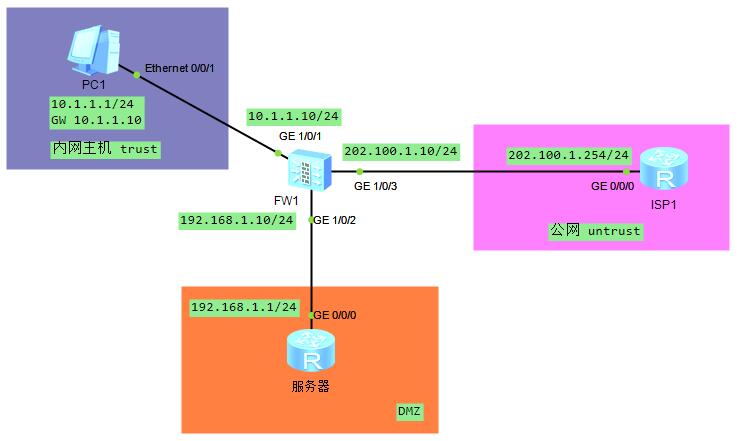 Ethernet 0/0/1
PC1
10.1.1.1/24
GW 10.1.1.10
内网主机 trust
10.1.1.10/24
GE 1/0/1
202.100.1.10/24
202.100.1.254/24
GE 1/0/3
GE 0/0/0
FW1
ISP1
192.168.1.10/24
GE 1/0/2
公网 untrust
192.168.1.1/24
GE 0/0/0
R
R
服务器
DMZ